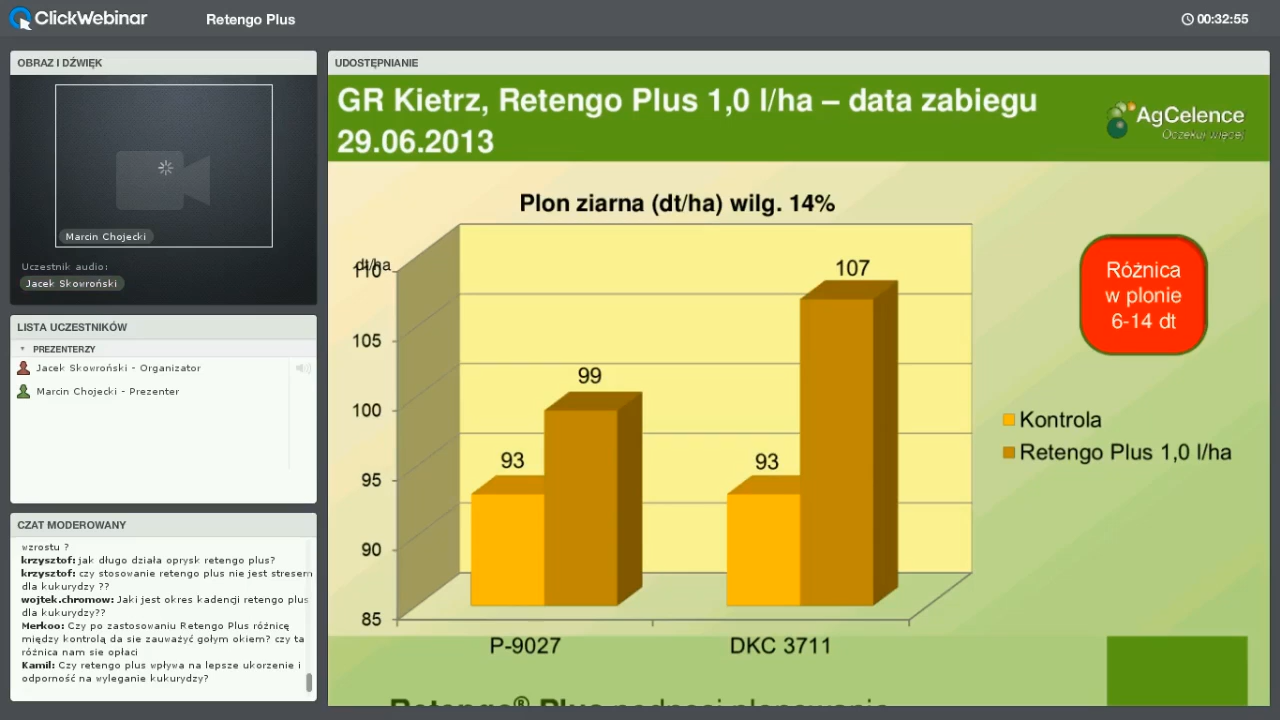 ClickWebinar
Retengo Plus
00:32:55
OBRAZ I DŹWIĘK
Marcin Chojecki
Uczestnik audio:
Jacek Skowroński
LISTA UCZESTNIKÓW
PREZENTERZY
Jacek Skowroński - Organizator
Marcin Chojecki - Prezenter
CZAT MODEROWANY
wzrostu ?
krzysztof: jak długo działa oprysk retengo plus?
krzysztof: czy stosowanie retengo plus nie jest stresem
dla kukurydzy ??
wojtek.chromow: Jaki jest okres kadencji retengo plus
dla kukurydzy??
Merkoo: Czy po zastosowaniu Retengo Plus różnicę
między kontrolą da sie zauważyć gołym okiem? czy ta
różnica nam sie opłaci
Kamil: Czy retengo plus wpływa na lepsze ukorzenie i
odporność na wyleganie kukurydzy?
UDOSTĘPNIANIE
GR Kietrz, Retengo Plus 1,0 l/ha – data zabiegu
29.06.2013
AgCelence
Oczekuj więcej
Plon ziarna (dt/ha) wilg. 14%
dt/ha
110
105
100
95
90
85
93
99
93
107
P-9027
DKC 3711
Różnica
w plonie
6-14 dt
Kontrola
Retengo Plus 1,0 l/ha
Retengo® Plus podnosi plonowanie